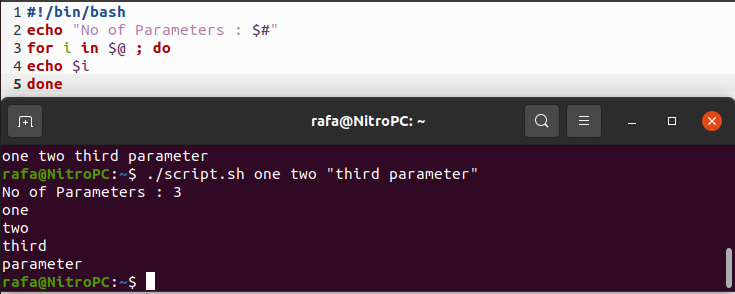 1 #!/bin/bash
2 echo "No of Parameters : $#"
3 for i in $@ ; do
4 echo $i
5 done
rafa@NitroPC: ~
one two third parameter
rafa@NitroPC:~$ ./script.sh one two "third parameter"
No of Parameters : 3
one
two
third
parameter
rafa@NitroPC:~$